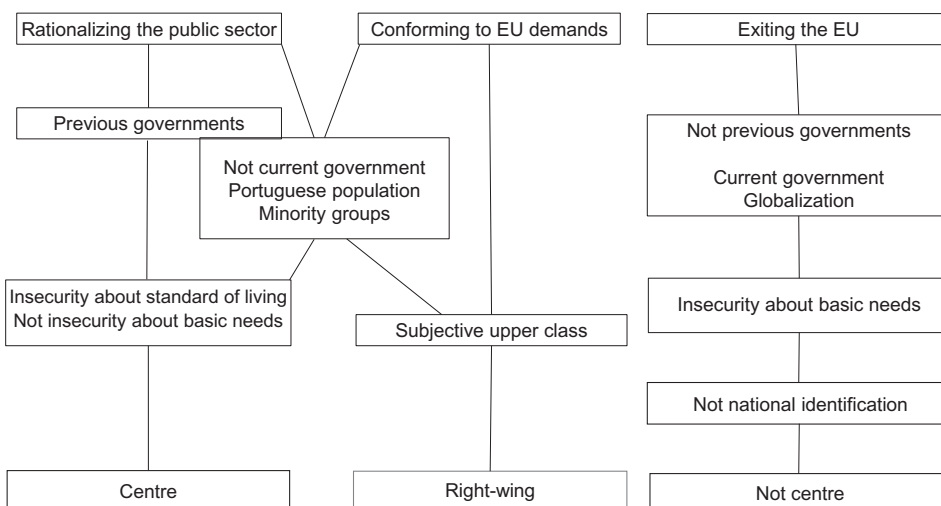 Rationalizing the public sector
Conforming to EU demands
Exiting the EU
Previous governments
Not previous governments
Current government
Globalization
Not current government
Portuguese population
Minority groups
Insecurity about standard of living
Not insecurity about basic needs
Subjective upper class
Insecurity about basic needs
Not national identification
Centre
Right-wing
Not centre